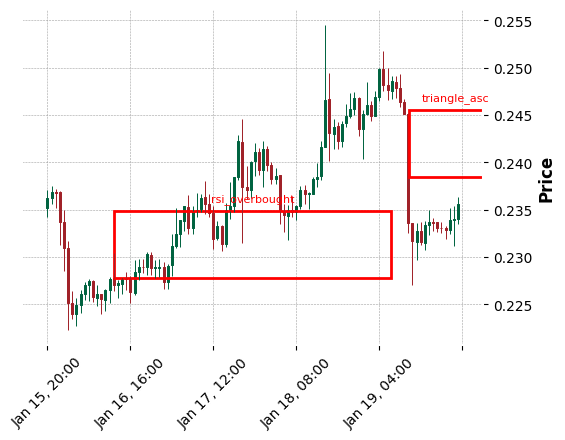 0.255
0.250
triangle_asc
0.245
0.240
Price
rsi_overbought
0.235
0.230
0.225
Jan 15, 20:00
Jan 16, 16:00
Jan 17, 12:00
Jan 18, 08:00
Jan 19, 04:00